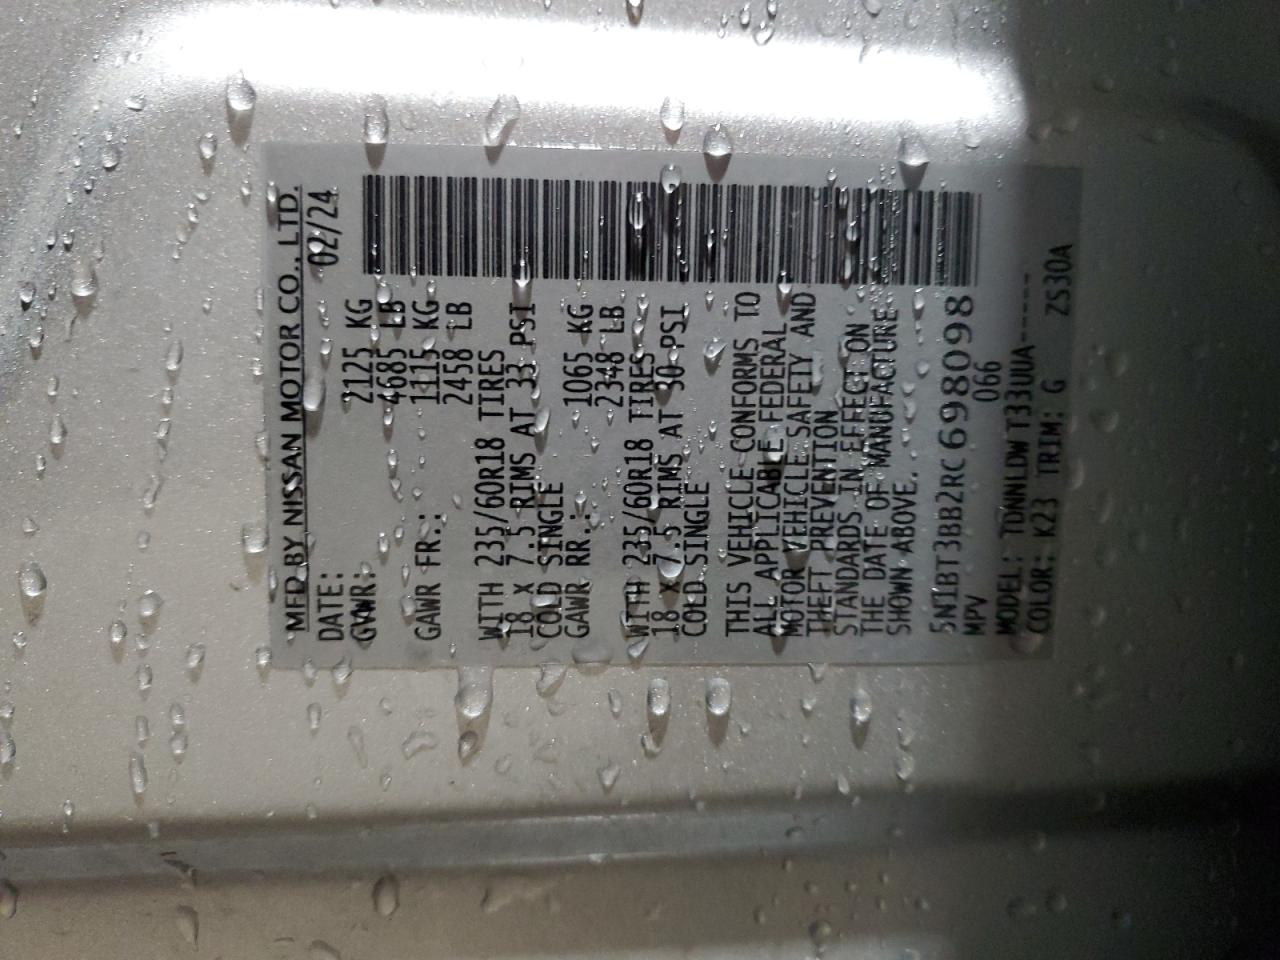 MFD BY NISSAN MOTOR CO., LTD.
DATE: 02/24
GVWR: 2125 KG
4685 LB
GAWR FR.: 1115 KG
2458 LB
WITH 235/60R18 TIRES
18 X 7.5 RIMS AT 33 PSI
COLD SINGLE
GAWR RR.: 1065 KG
2348 LB
WITH 235/60R18 TIRES
18 X 7.5 RIMS AT 30 PSI
COLD SINGLE
THIS VEHICLE CONFORMS TO
ALL APPLICABLE FEDERAL
MOTOR VEHICLE SAFETY AND
THEFT PREVENTION
STANDARDS IN EFFECT ON
THE DATE OF MANUFACTURE
SHOWN ABOVE.
5N1BT3BB2RC698098
MPV 066
MODEL: TDNNLDWT33UUA-----
COLOR: K23 TRIM: G ZS30A